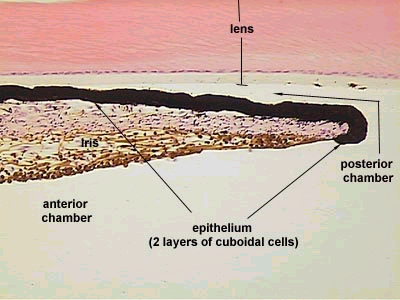 lens
Iris
posterior
chamber
anterior
chamber
epithelium
(2 layers of cuboidal cells)